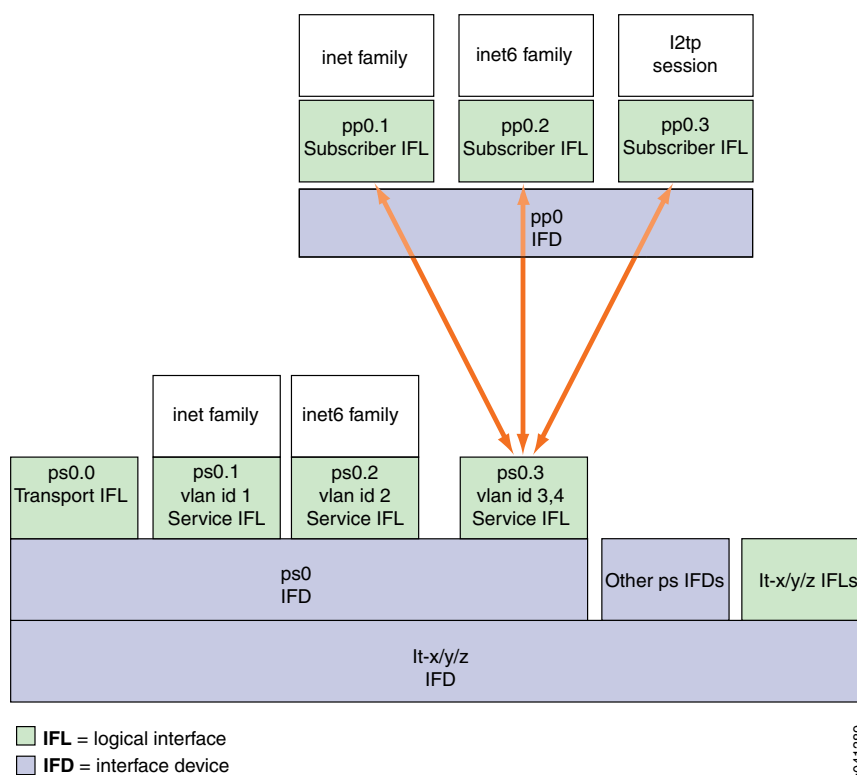 inet family
inet6 family
l2tp
session
pp0.1
Subscriber IFL
pp0.2
Subscriber IFL
pp0.3
Subscriber IFL
pp0
IFD
inet family
inet6 family
ps0.0
Transport IFL
ps0.1
vlan id 1
Service IFL
ps0.2
vlan id 2
Service IFL
ps0.3
vlan id 3,4
Service IFL
ps0
IFD
Other ps IFDs
lt-x/y/z IFLs
lt-x/y/z
IFD
IFL = logical interface
IFD = interface device